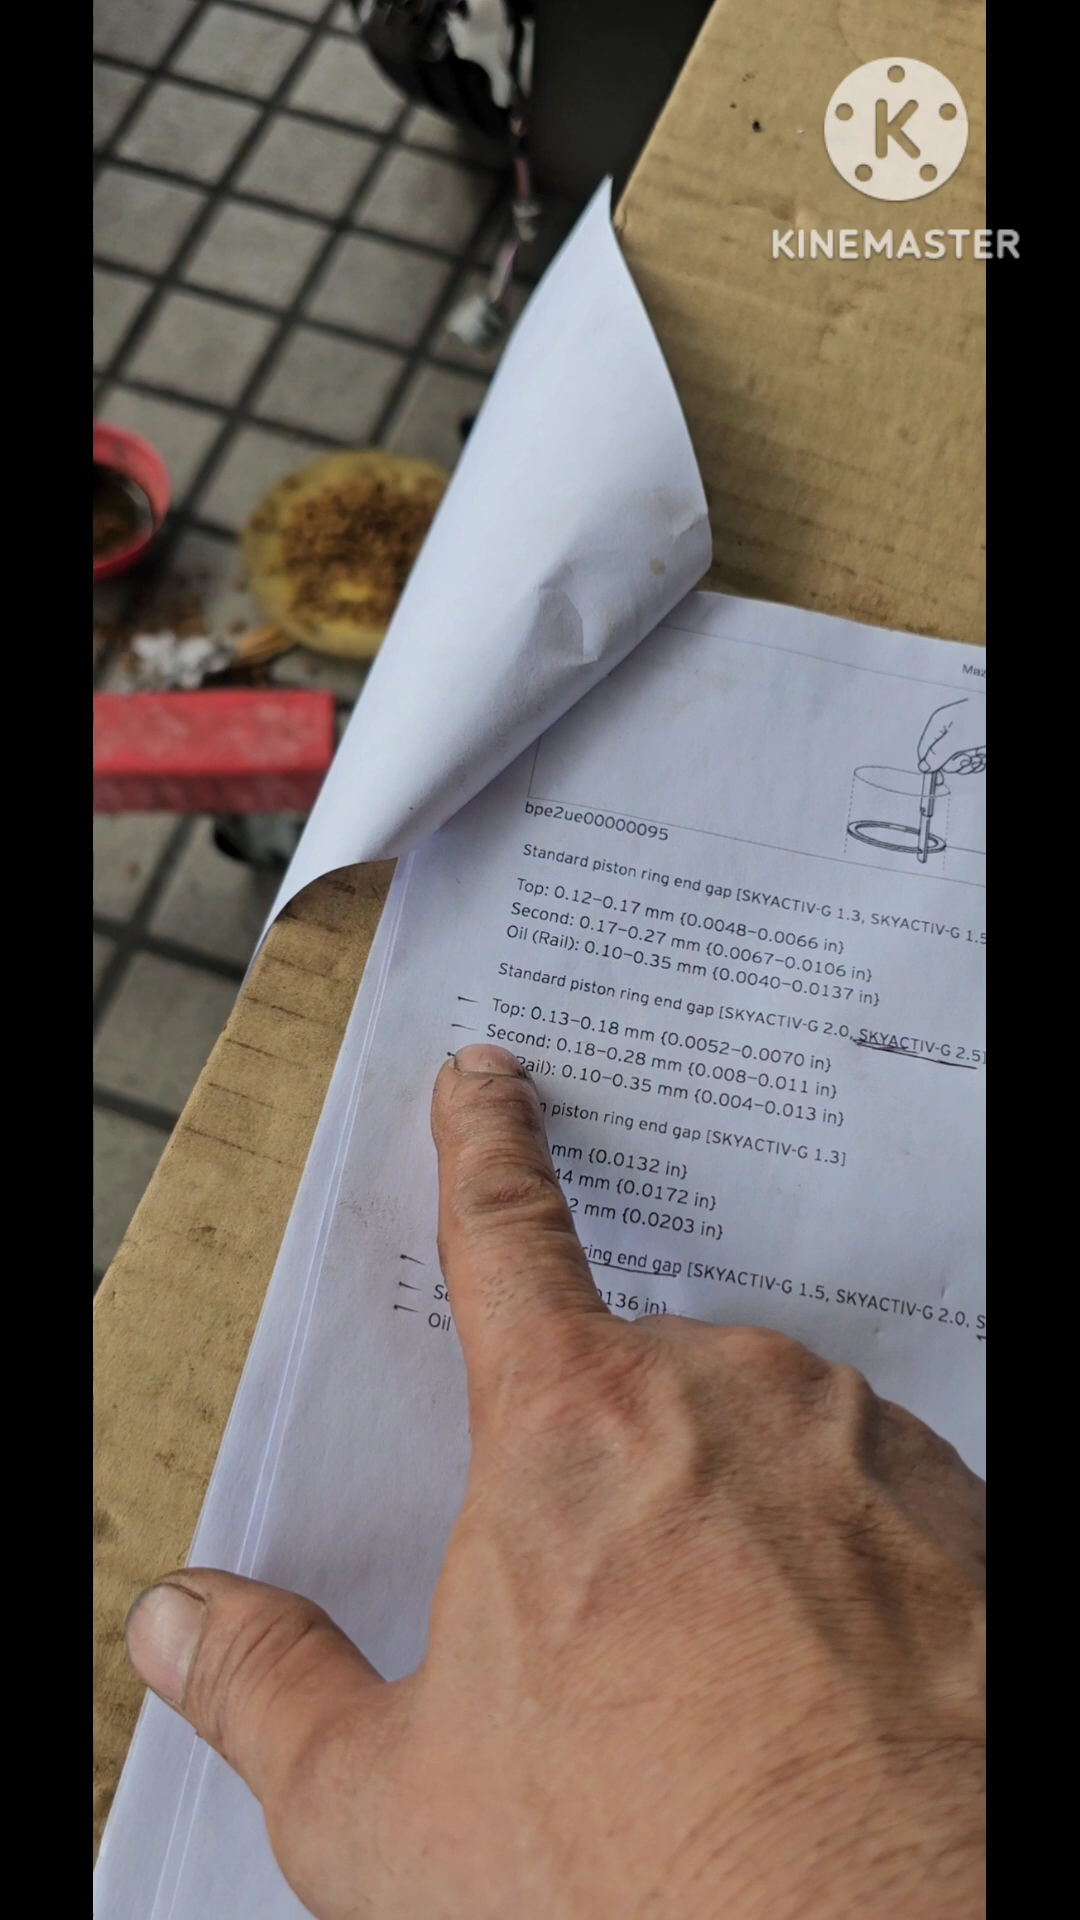 K
KINEMASTER
Maz
bpe2ue00000095
Standard piston ring end gap [SKYACTIV-G 1.3, SKYACTIV-G 1.5
Top: 0.12-0.17 mm {0.0048-0.0066 in}
Second: 0.17-0.27 mm {0.0067-0.0106 in}
Oil (Rail): 0.10-0.35 mm {0.0040-0.0137 in}
Standard piston ring end gap [SKYACTIV-G 2.0, SKYACTIV-G 2.5]
Top: 0.13-0.18 mm {0.0052-0.0070 in}
Second: 0.18-0.28 mm {0.008-0.011 in}
Rail): 0.10-0.35 mm {0.004-0.013 in}
piston ring end gap [SKYACTIV-G 1.3]
mm {0.0132 in}
44 mm {0.0172 in}
2 mm {0.0203 in}
ring end gap [SKYACTIV-G 1.5, SKYACTIV-G 2.0, S
136 in}
Oil